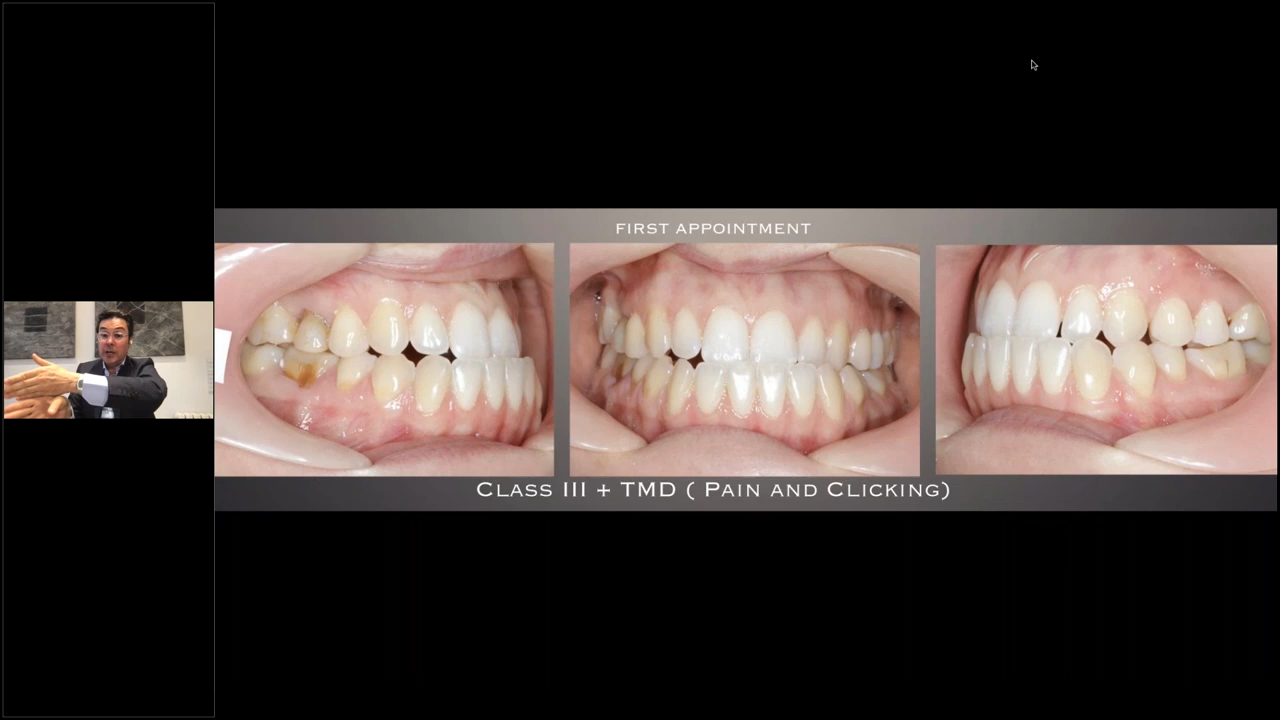 FIRST APPOINTMENT
CLASS III + TMD ( PAIN AND CLICKING)